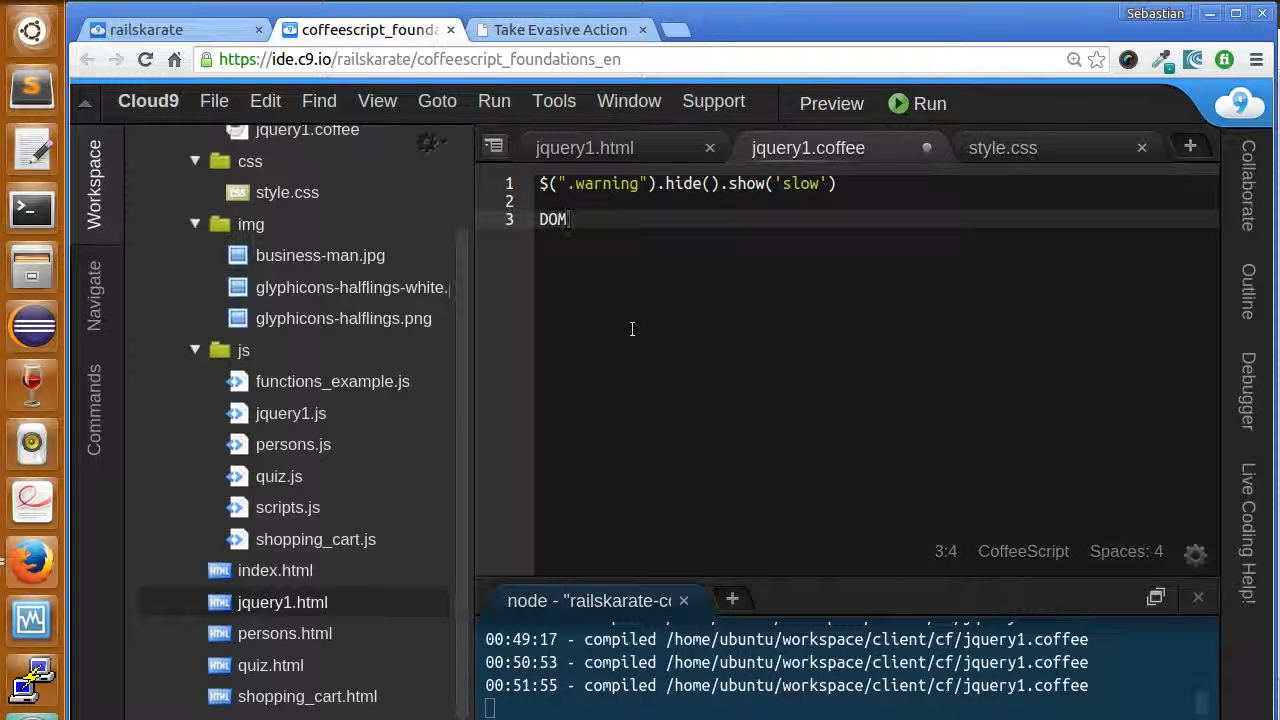 Sebastian
railskarate
coffeescript_founda
Take Evasive Action
https://ide.c9.io/railskarate/coffeescript_foundations_en
Cloud9 File Edit Find View Goto Run Tools Window Support Preview Run
Workspace
Navigate
Commands
jquery1.coffee
css
style.css
img
business-man.jpg
glyphicons-halflings-white.
glyphicons-halflings.png
js
functions_example.js
jquery1.js
persons.js
quiz.js
scripts.js
shopping_cart.js
index.html
jquery1.html
persons.html
quiz.html
shopping_cart.html
jquery1.html
jquery1.coffee
style.css
1 $(".warning").hide().show('slow')
2
3 DOM
3:4 CoffeeScript Spaces: 4
node - "railskarate-co
00:49:17 - compiled /home/ubuntu/workspace/client/cf/jquery1.coffee
00:50:53 - compiled /home/ubuntu/workspace/client/cf/jquery1.coffee
00:51:55 - compiled /home/ubuntu/workspace/client/cf/jquery1.coffee
Collaborate
Outline
Debugger
Live Coding Help!